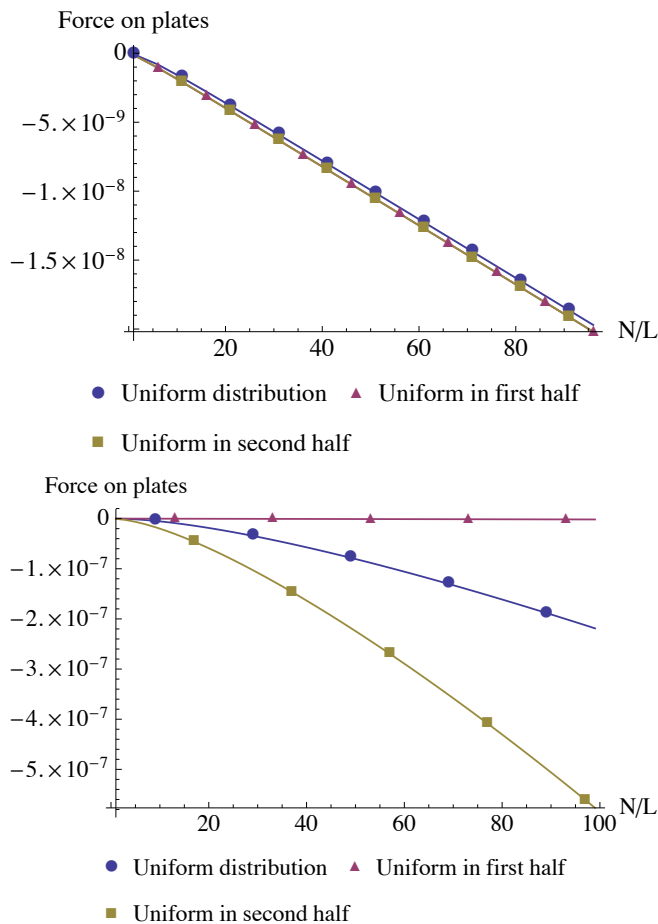 Force on plates
0
−5.×10⁻⁹
−1.×10⁻⁸
−1.5×10⁻⁸
20 40 60 80 N/L
Uniform distribution Uniform in first half
Uniform in second half
Force on plates
0
−1.×10⁻⁷
−2.×10⁻⁷
−3.×10⁻⁷
−4.×10⁻⁷
−5.×10⁻⁷
20 40 60 80 100 N/L
Uniform distribution Uniform in first half
Uniform in second half